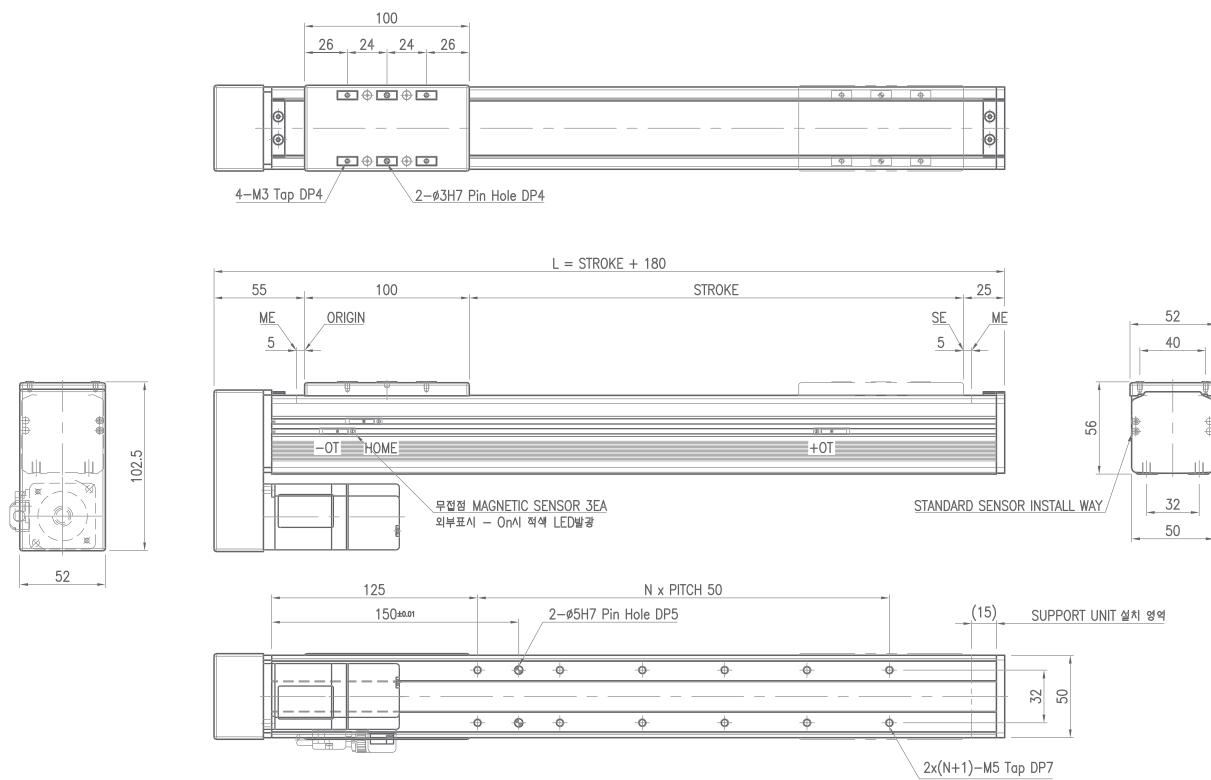 100
26
24
24
26
4-M3 Tap DP4
2-ø3H7 Pin Hole DP4
L = STROKE + 180
55
100
STROKE
25
ME
ORIGIN
SE
ME
5
5
52
40
-OT
HOME
+OT
102.5
56
무접점 MAGNETIC SENSOR 3EA
외부표시 - On시 적색 LED발광
STANDARD SENSOR INSTALL WAY
32
50
52
125
N x PITCH 50
150±0.01
2-ø5H7 Pin Hole DP5
(15)
SUPPORT UNIT 설치 영역
32
50
2x(N+1)-M5 Tap DP7